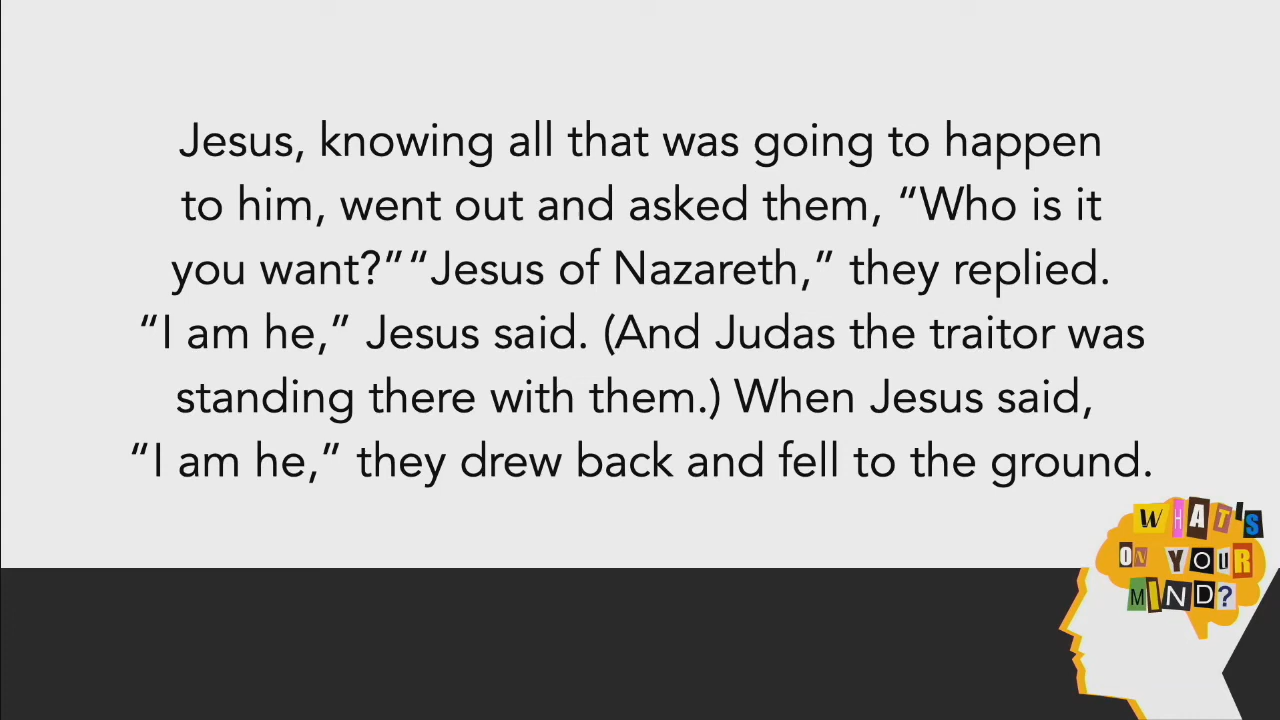 Jesus, knowing all that was going to happen
to him, went out and asked them, “Who is it
you want?”“Jesus of Nazareth,” they replied.
“I am he,” Jesus said. (And Judas the traitor was
standing there with them.) When Jesus said,
“I am he,” they drew back and fell to the ground.
WHAT'S
ON YOUR
MIND?